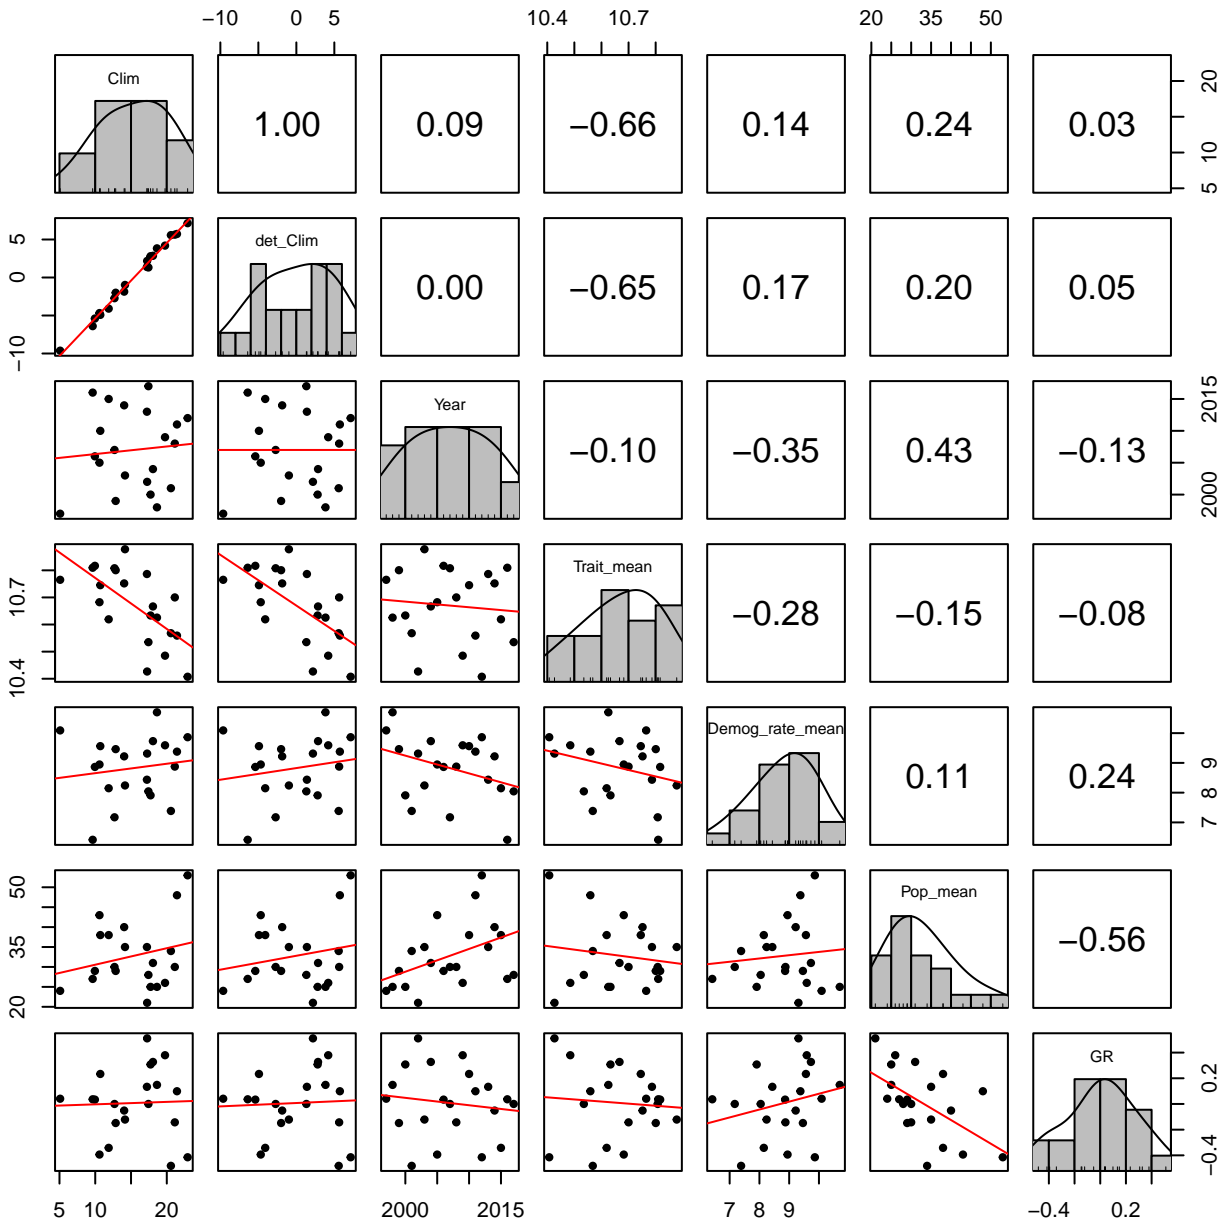 −10 0 5 10.4 10.7 20 35 50
Clim 1.00 0.09 −0.66 0.14 0.24 0.03 5 10 20
−10 0 5 det_Clim 0.00 −0.65 0.17 0.20 0.05
Year −0.10 −0.35 0.43 −0.13 2000 2015
10.4 10.7 Trait_mean −0.28 −0.15 −0.08
Demog_rate_mean 0.11 0.24 7 8 9
20 35 50 Pop_mean −0.56
GR −0.4 0.2
5 10 20 2000 2015 7 8 9 −0.4 0.2